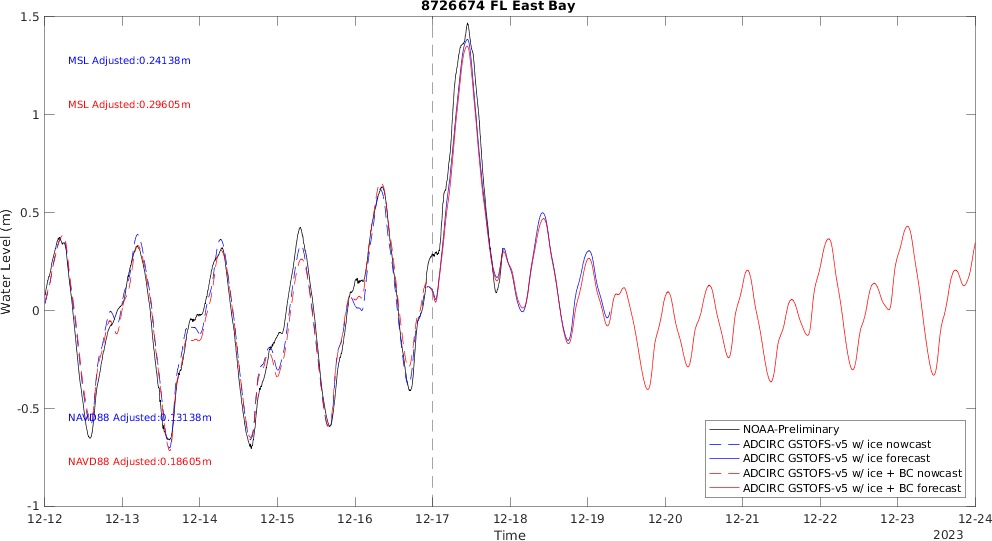 8726674 FL East Bay
1.5
MSL Adjusted:0.24138m
MSL Adjusted:0.29605m
1
0.5
Water Level (m)
0
-0.5
NAVD88 Adjusted:0.13138m
NAVD88 Adjusted:0.18605m
-1
NOAA-Preliminary
ADCIRC GSTOFS-v5 w/ ice nowcast
ADCIRC GSTOFS-v5 w/ ice forecast
ADCIRC GSTOFS-v5 w/ ice + BC nowcast
ADCIRC GSTOFS-v5 w/ ice + BC forecast
12-12 12-13 12-14 12-15 12-16 12-17 12-18 12-19 12-20 12-21 12-22 12-23 12-24
Time
2023